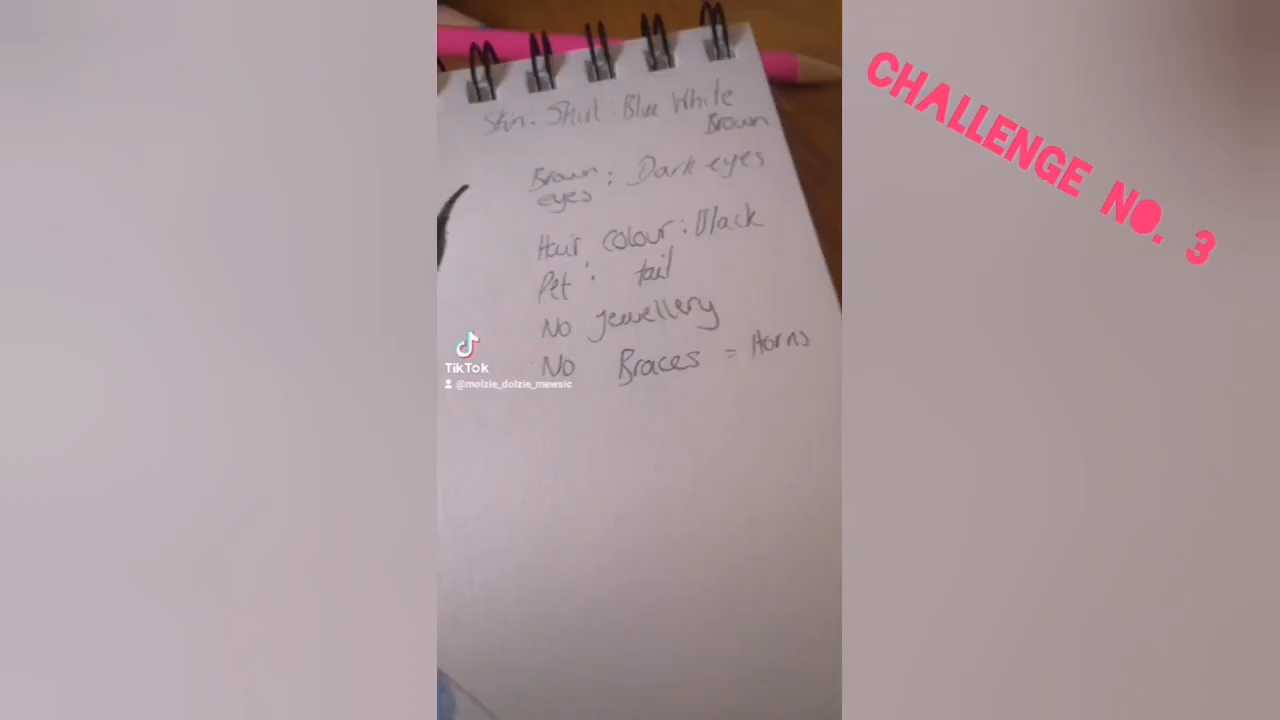 Skin - Shirt Blue White
Brown
Brown : Dark eyes
eyes
Hair colour : Black
Pet : tail
No Jewellery
No Braces = Horns
TikTok
@molzie_dolzie_mewsic
CHALLENGE NO. 3